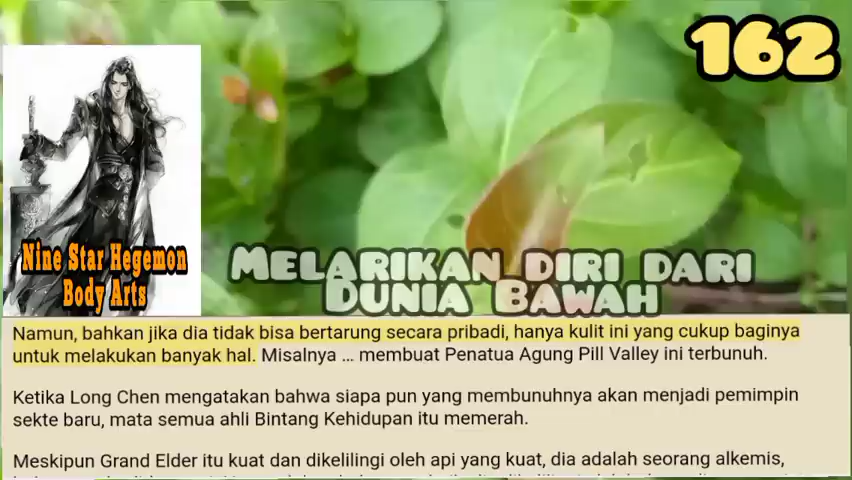 162
Nine Star Hegemon
Body Arts
MELARIKAN DIRI DARI
DUNIA BAWAH
Namun, bahkan jika dia tidak bisa bertarung secara pribadi, hanya kulit ini yang cukup baginya
untuk melakukan banyak hal. Misalnya ... membuat Penatua Agung Pill Valley ini terbunuh.
Ketika Long Chen mengatakan bahwa siapa pun yang membunuhnya akan menjadi pemimpin
sekte baru, mata semua ahli Bintang Kehidupan itu memerah.
Meskipun Grand Elder itu kuat dan dikelilingi oleh api yang kuat, dia adalah seorang alkemis,